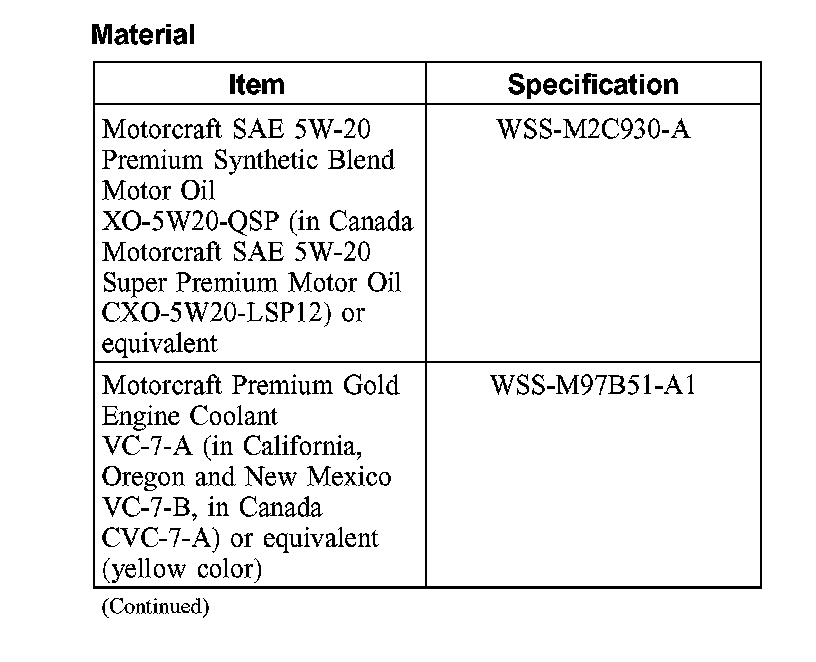 Material
Item
Specification
Motorcraft SAE 5W-20
Premium Synthetic Blend
Motor Oil
XO-5W20-QSP (in Canada
Motorcraft SAE 5W-20
Super Premium Motor Oil
CXO-5W20-LSP12) or
equivalent
WSS-M2C930-A
Motorcraft Premium Gold
Engine Coolant
VC-7-A (in California,
Oregon and New Mexico
VC-7-B, in Canada
CVC-7-A) or equivalent
(yellow color)
WSS-M97B51-A1
(Continued)